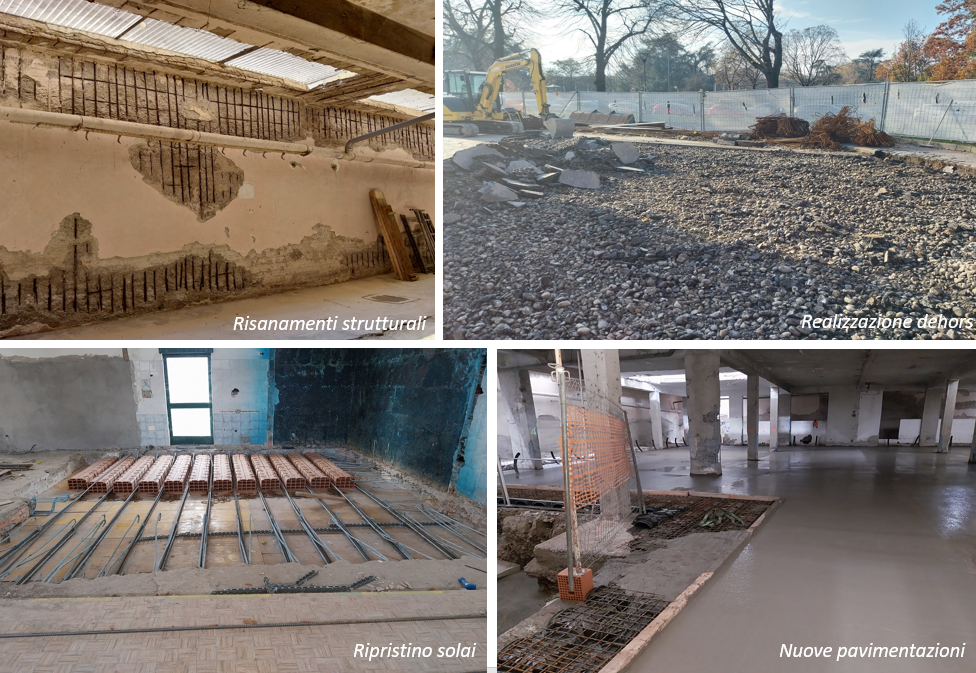 Risanamenti strutturali
Realizzazione dehors
Ripristino solai
Nuove pavimentazioni